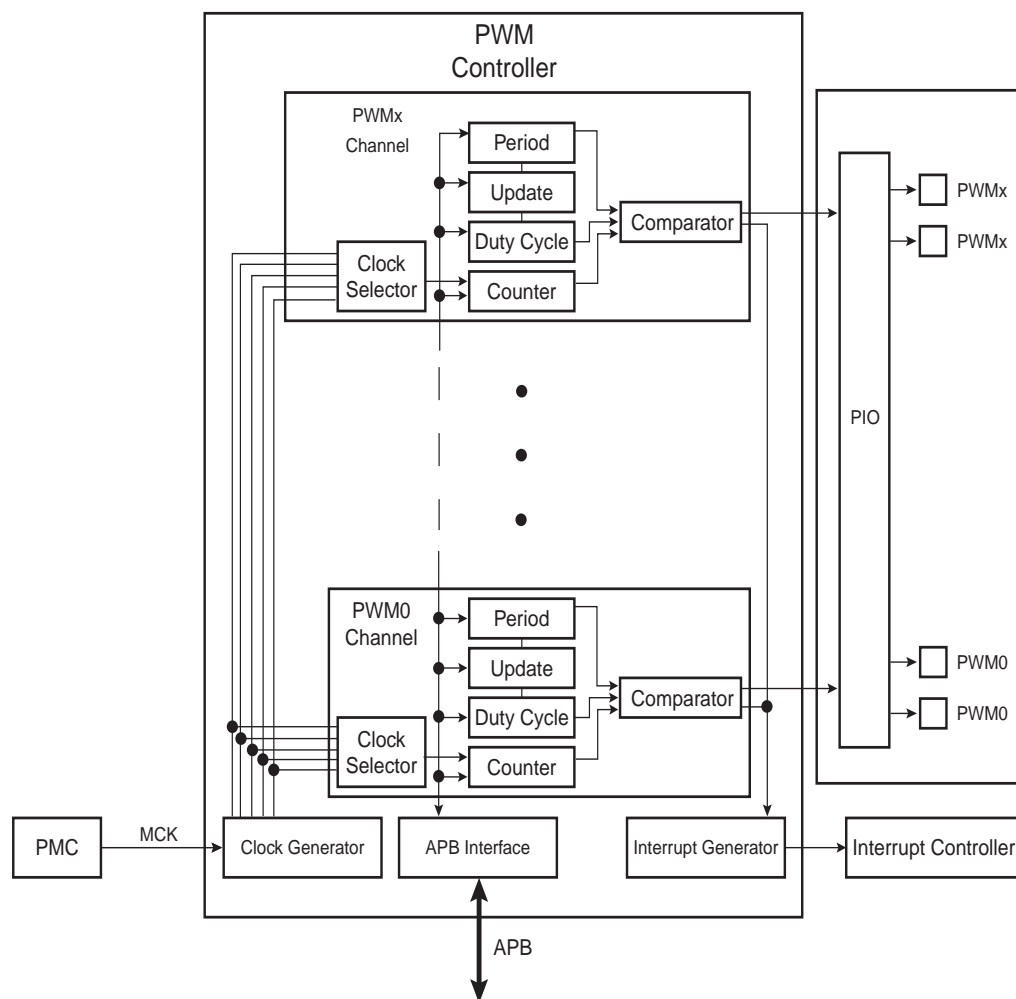 PWM
Controller
PWMx
Channel
Period
Update
Duty Cycle
Counter
Clock
Selector
Comparator
PIO
PWMx
PWMx
PWM0
Channel
Period
Update
Duty Cycle
Counter
Clock
Selector
Comparator
PWM0
PWM0
PMC
MCK
Clock Generator
APB Interface
Interrupt Generator
Interrupt Controller
APB